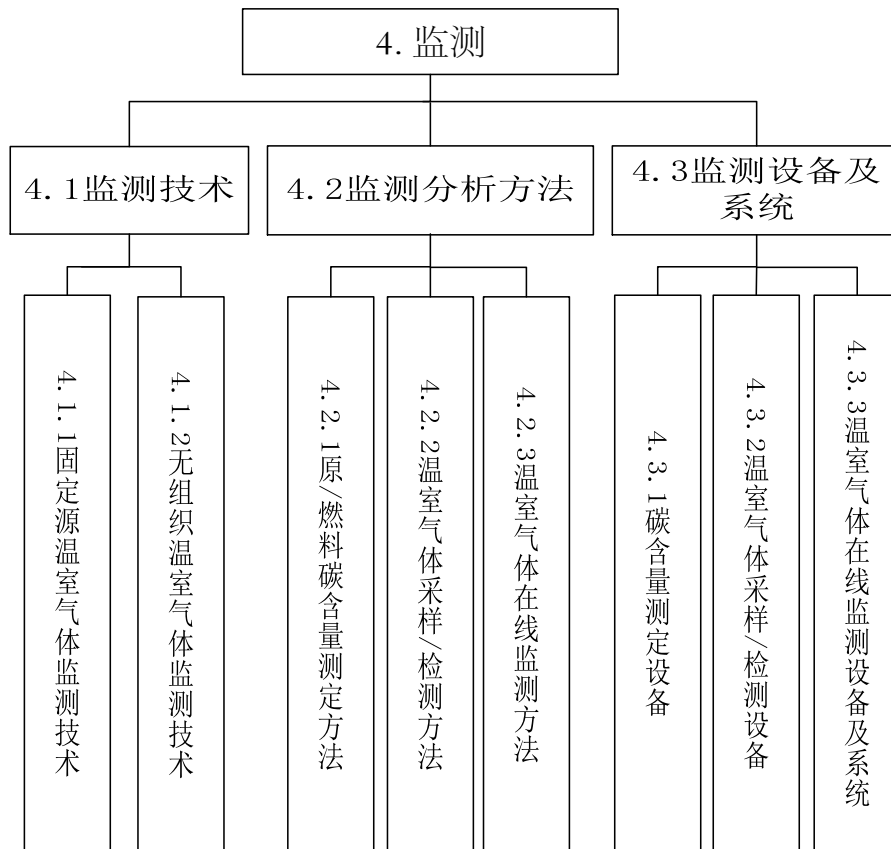 4.监测
4.1监测技术
4.2监测分析方法
4.3监测设备及
系统
4.1.1固定源温室气体监测技术
4.1.2无组织温室气体监测技术
4.2.1原/燃料碳含量测定方法
4.2.2温室气体采样/检测方法
4.2.3温室气体在线监测方法
4.3.1碳含量测定设备
4.3.2温室气体采样/检测设备
4.3.3温室气体在线监测设备及系统